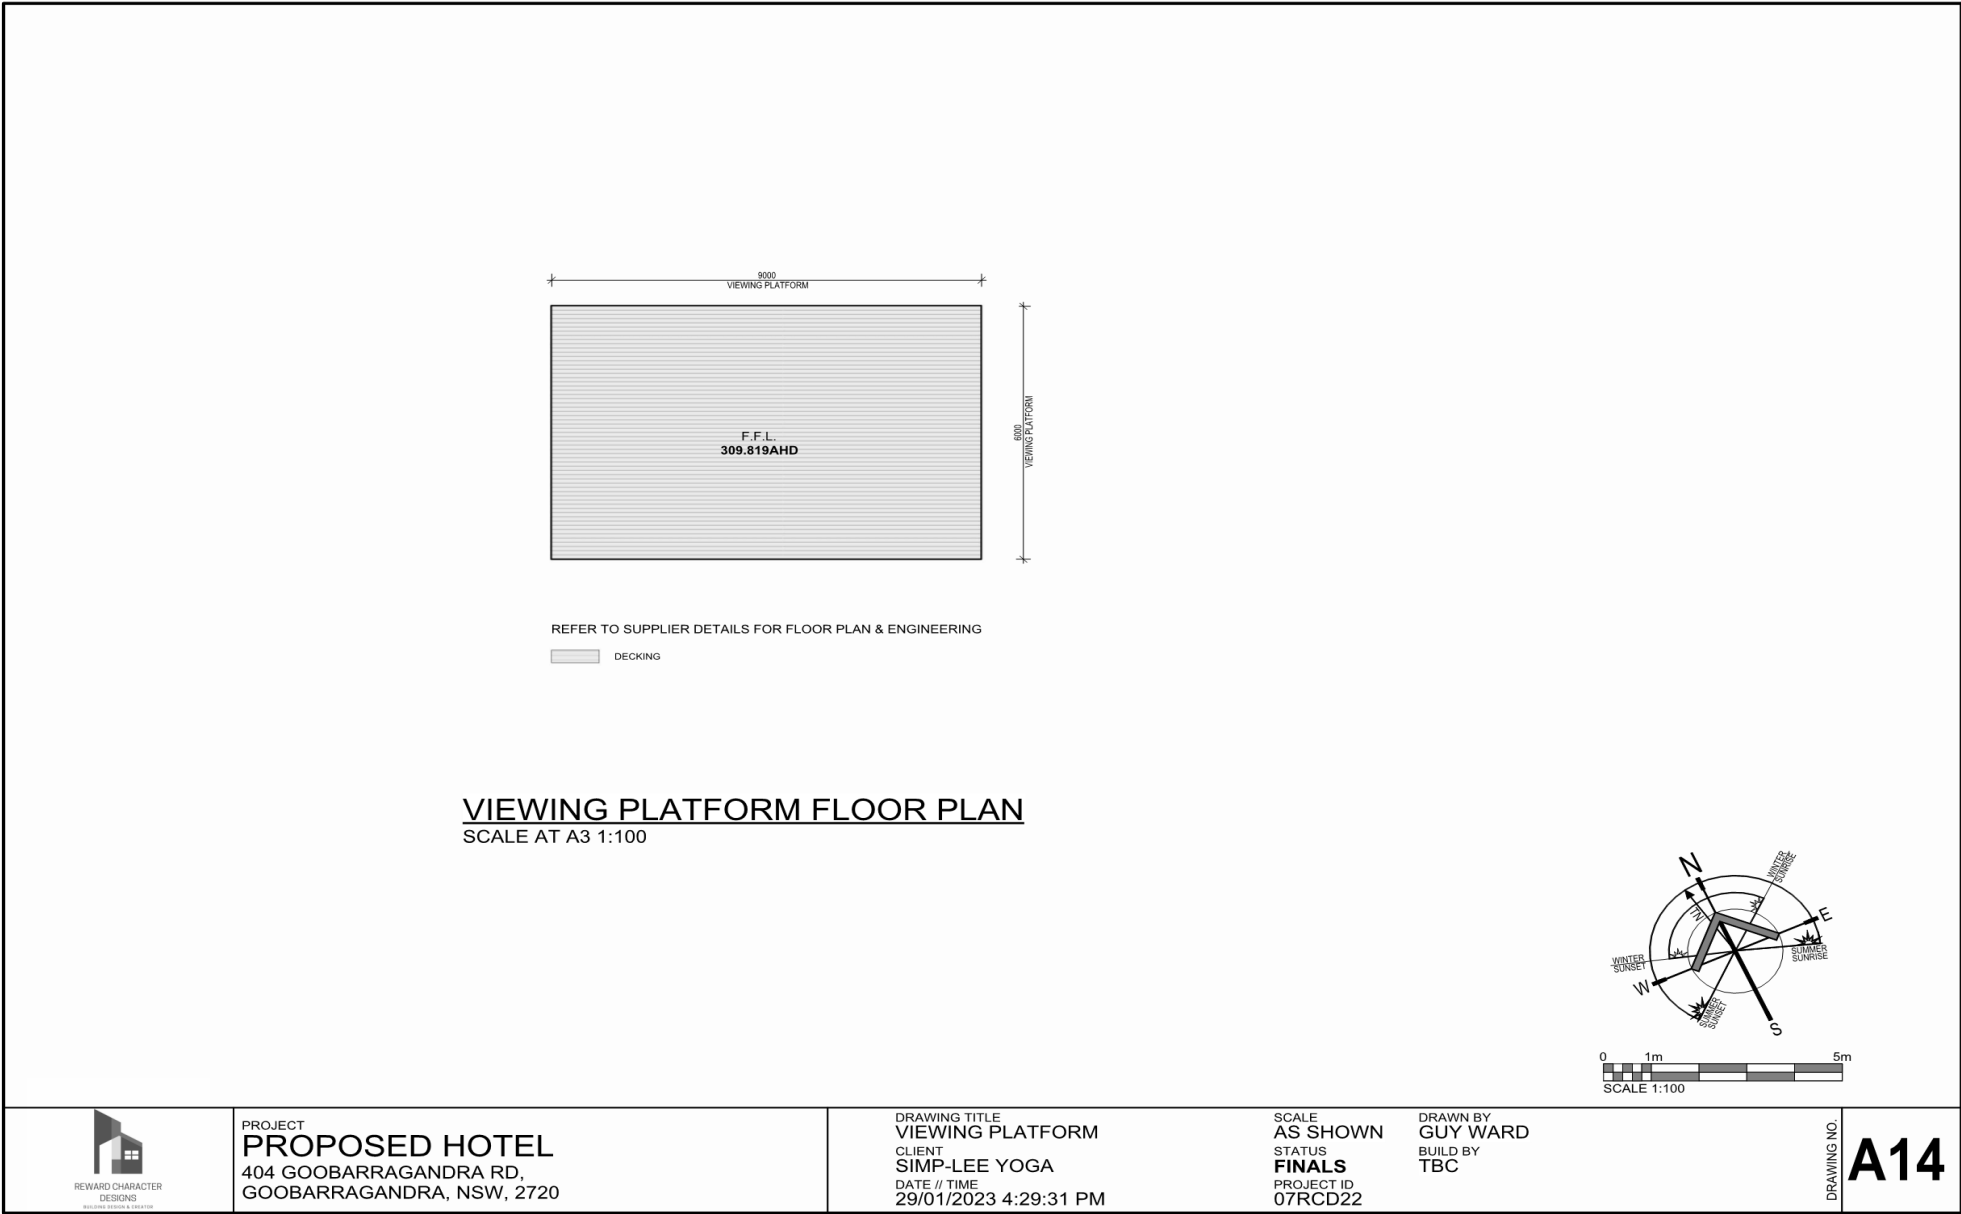 9000
VIEWING PLATFORM
6000
VIEWING PLATFORM
F.F.L.
309.819AHD
REFER TO SUPPLIER DETAILS FOR FLOOR PLAN & ENGINEERING
DECKING
VIEWING PLATFORM FLOOR PLAN
SCALE AT A3 1:100
N
WINTER
SUNRISE
TN
E
SUMMER
SUNRISE
WINTER
SUNSET
W
SUMMER
SUNSET
S
0 1m 5m
SCALE 1:100
REWARD CHARACTER
DESIGNS
BUILDING DESIGN & CREATOR
PROJECT
PROPOSED HOTEL
404 GOOBARRAGANDRA RD,
GOOBARRAGANDRA, NSW, 2720
DRAWING TITLE
VIEWING PLATFORM
CLIENT
SIMP-LEE YOGA
DATE // TIME
29/01/2023 4:29:31 PM
SCALE
AS SHOWN
STATUS
FINALS
PROJECT ID
07RCD22
DRAWN BY
GUY WARD
BUILD BY
TBC
DRAWING NO.
A14